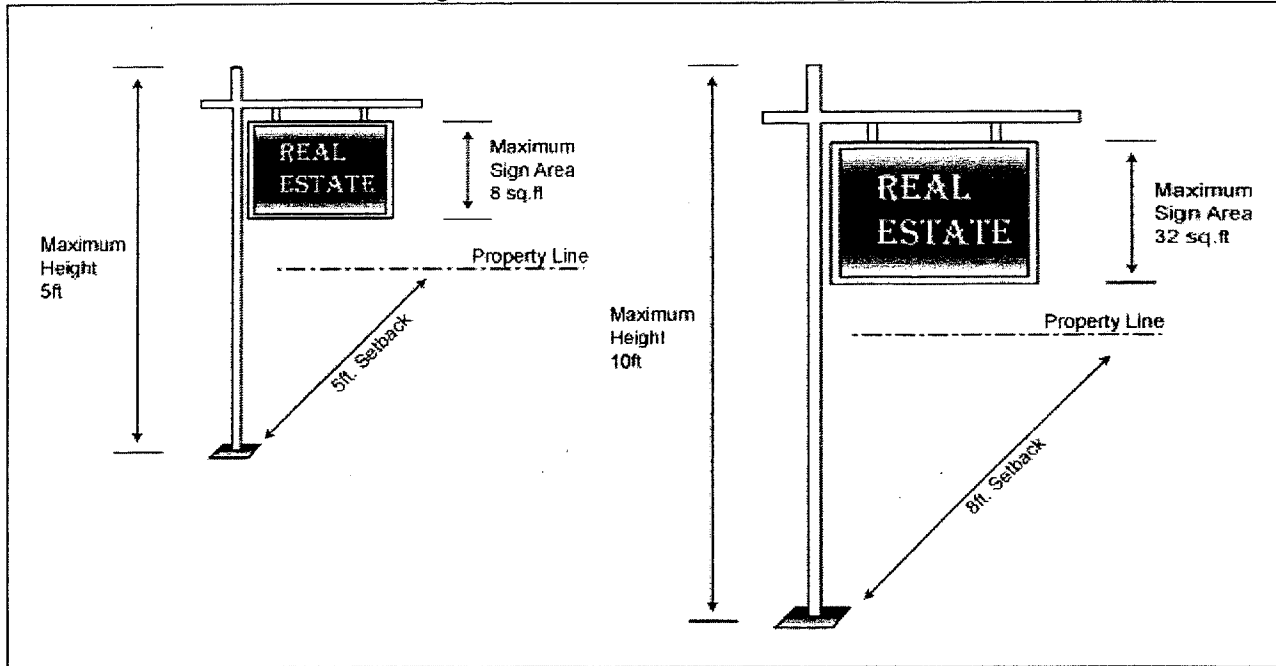 REAL
ESTATE
Maximum
Sign Area
8 sq.ft
Maximum
Height
5ft
Property Line
5ft. Setback
REAL
ESTATE
Maximum
Sign Area
32 sq.ft
Maximum
Height
10ft
Property Line
8ft. Setback